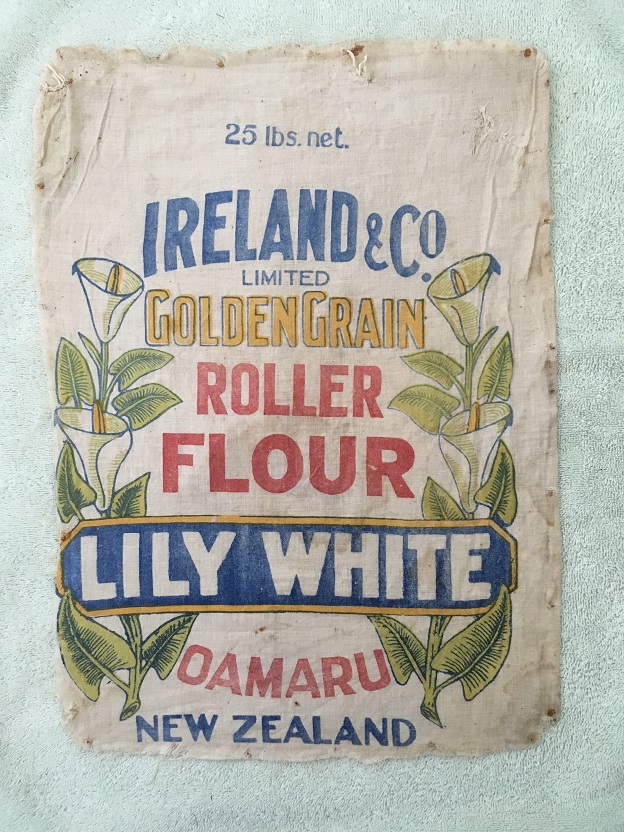 25 lbs. net.
IRELAND & Co.
LIMITED
GOLDEN GRAIN
ROLLER
FLOUR
LILY WHITE
OAMARU
NEW ZEALAND